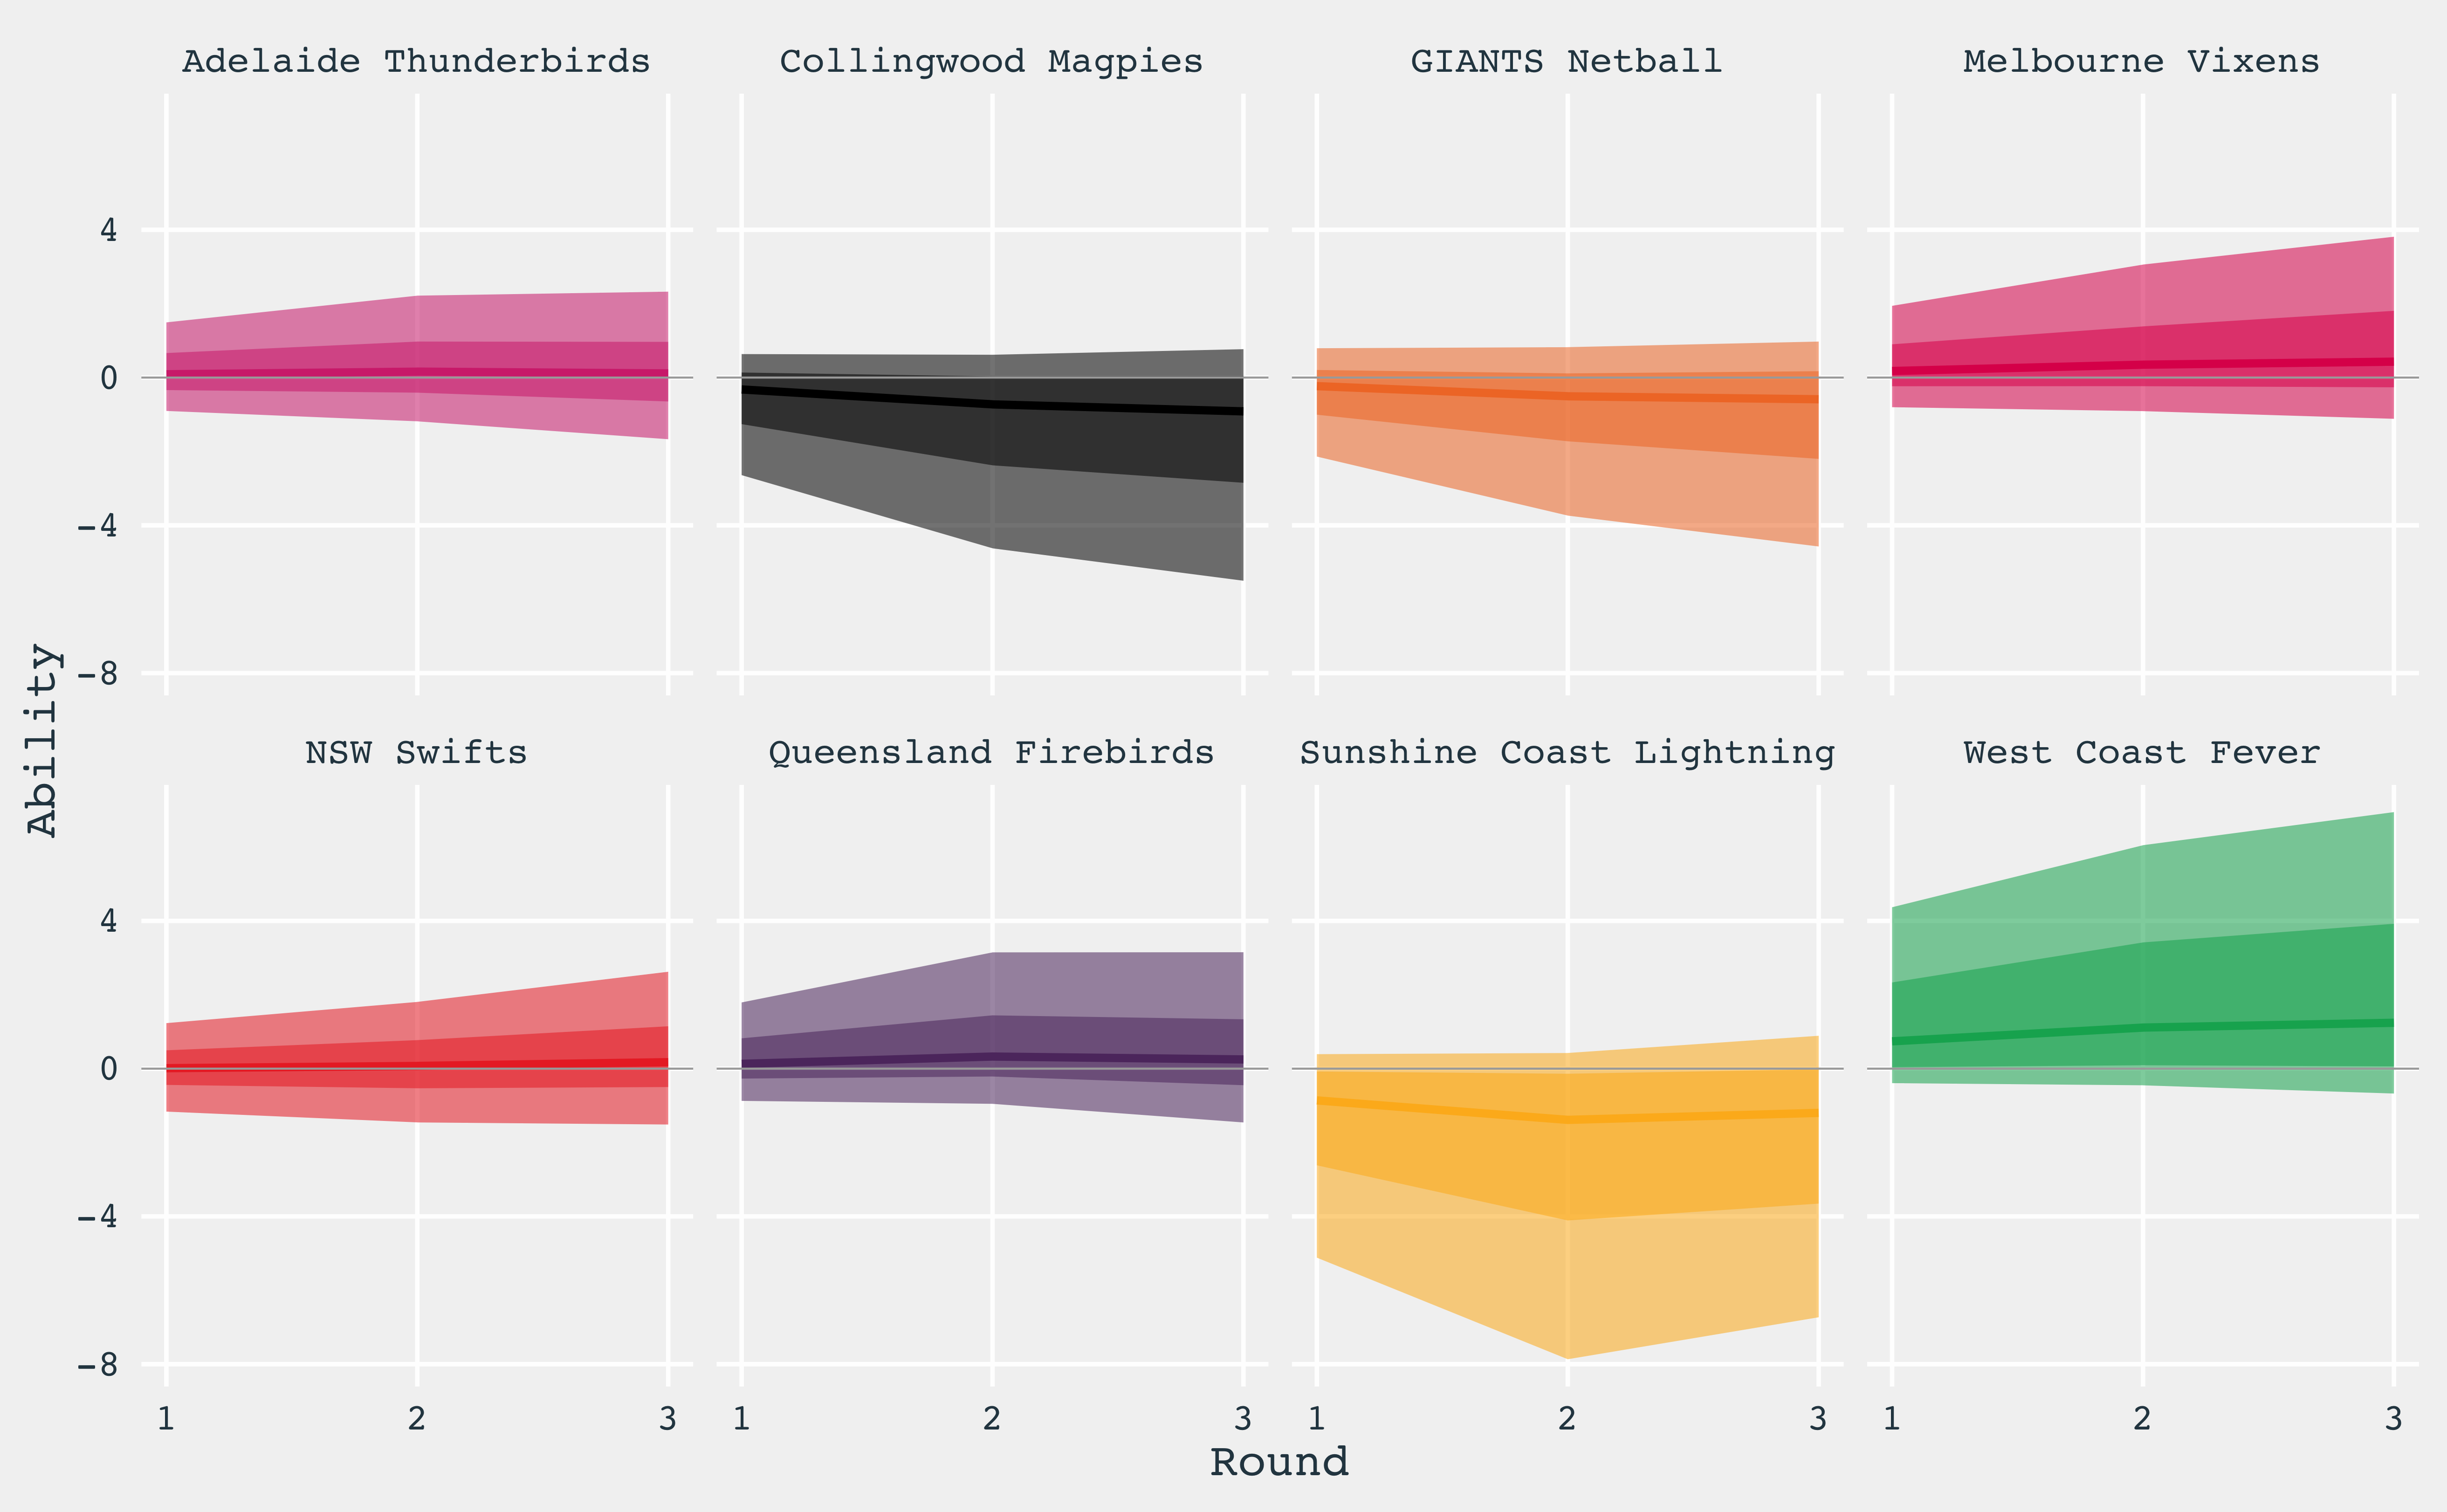 Adelaide Thunderbirds
Collingwood Magpies
GIANTS Netball
Melbourne Vixens
4
0
−4
−8
NSW Swifts
Queensland Firebirds
Sunshine Coast Lightning
West Coast Fever
4
0
−4
−8
1 2 3
1 2 3
1 2 3
1 2 3
Round
Ability